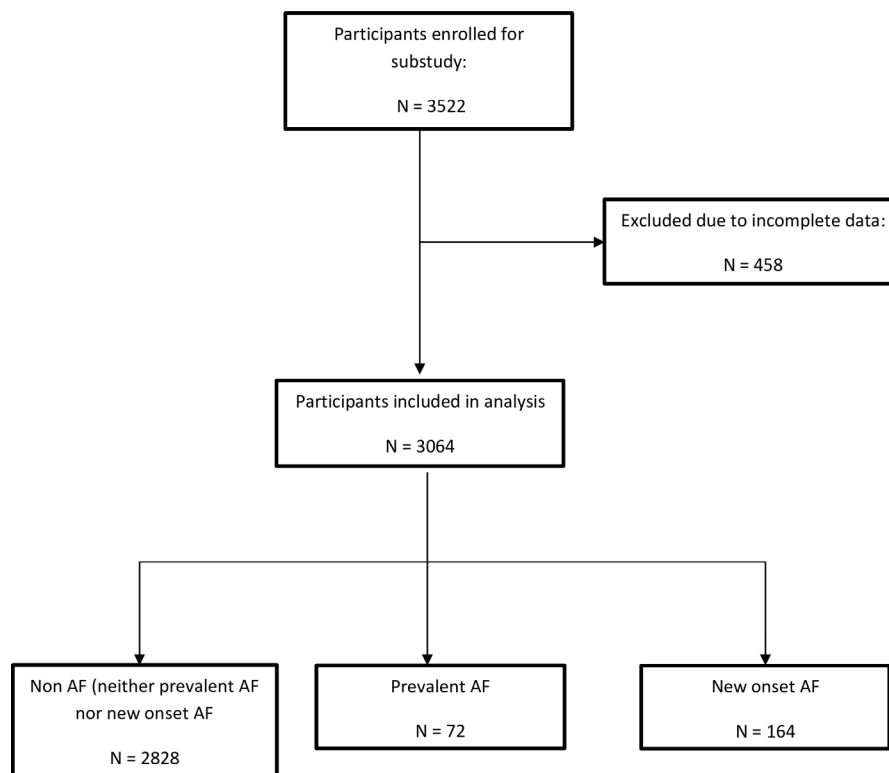 Participants enrolled for
substudy:
N = 3522
Excluded due to incomplete data:
N = 458
Participants included in analysis
N = 3064
Non AF (neither prevalent AF
nor new onset AF
N = 2828
Prevalent AF
N = 72
New onset AF
N = 164